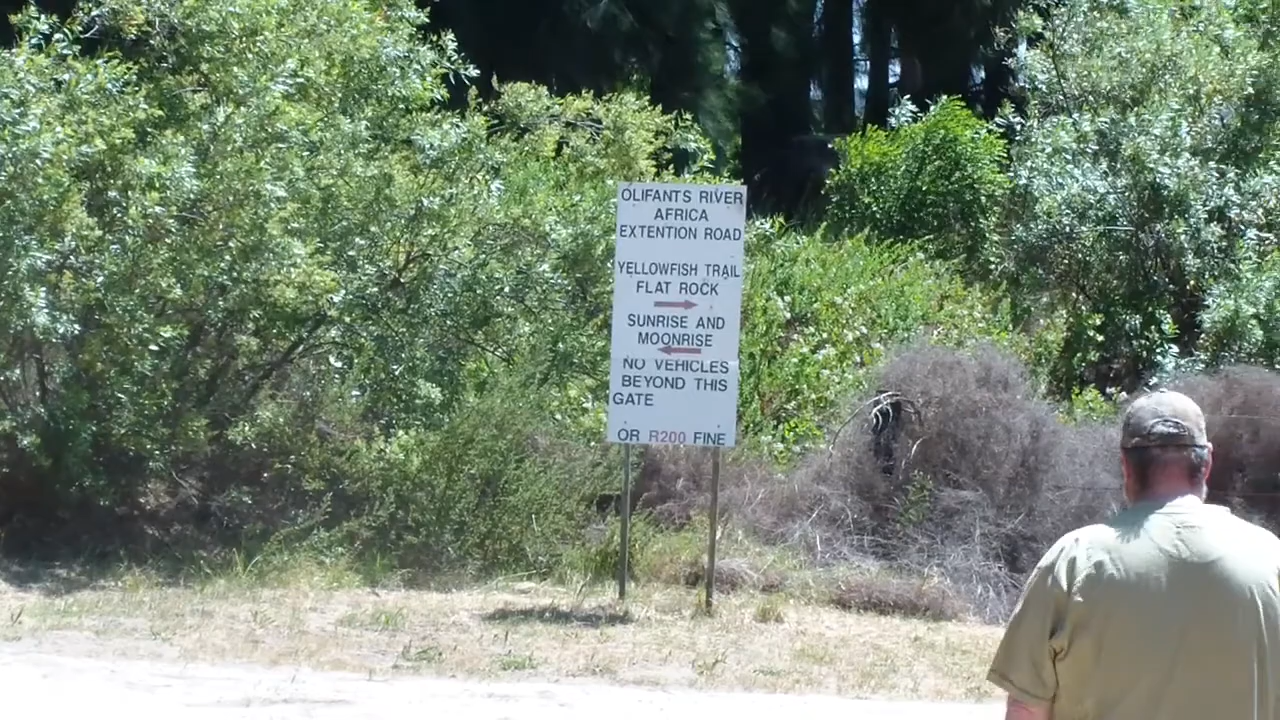 OLIFANTS RIVER
AFRICA
EXTENTION ROAD
YELLOWFISH TRAIL
FLAT ROCK
SUNRISE AND
MOONRISE
NO VEHICLES
BEYOND THIS
GATE
OR R200 FINE